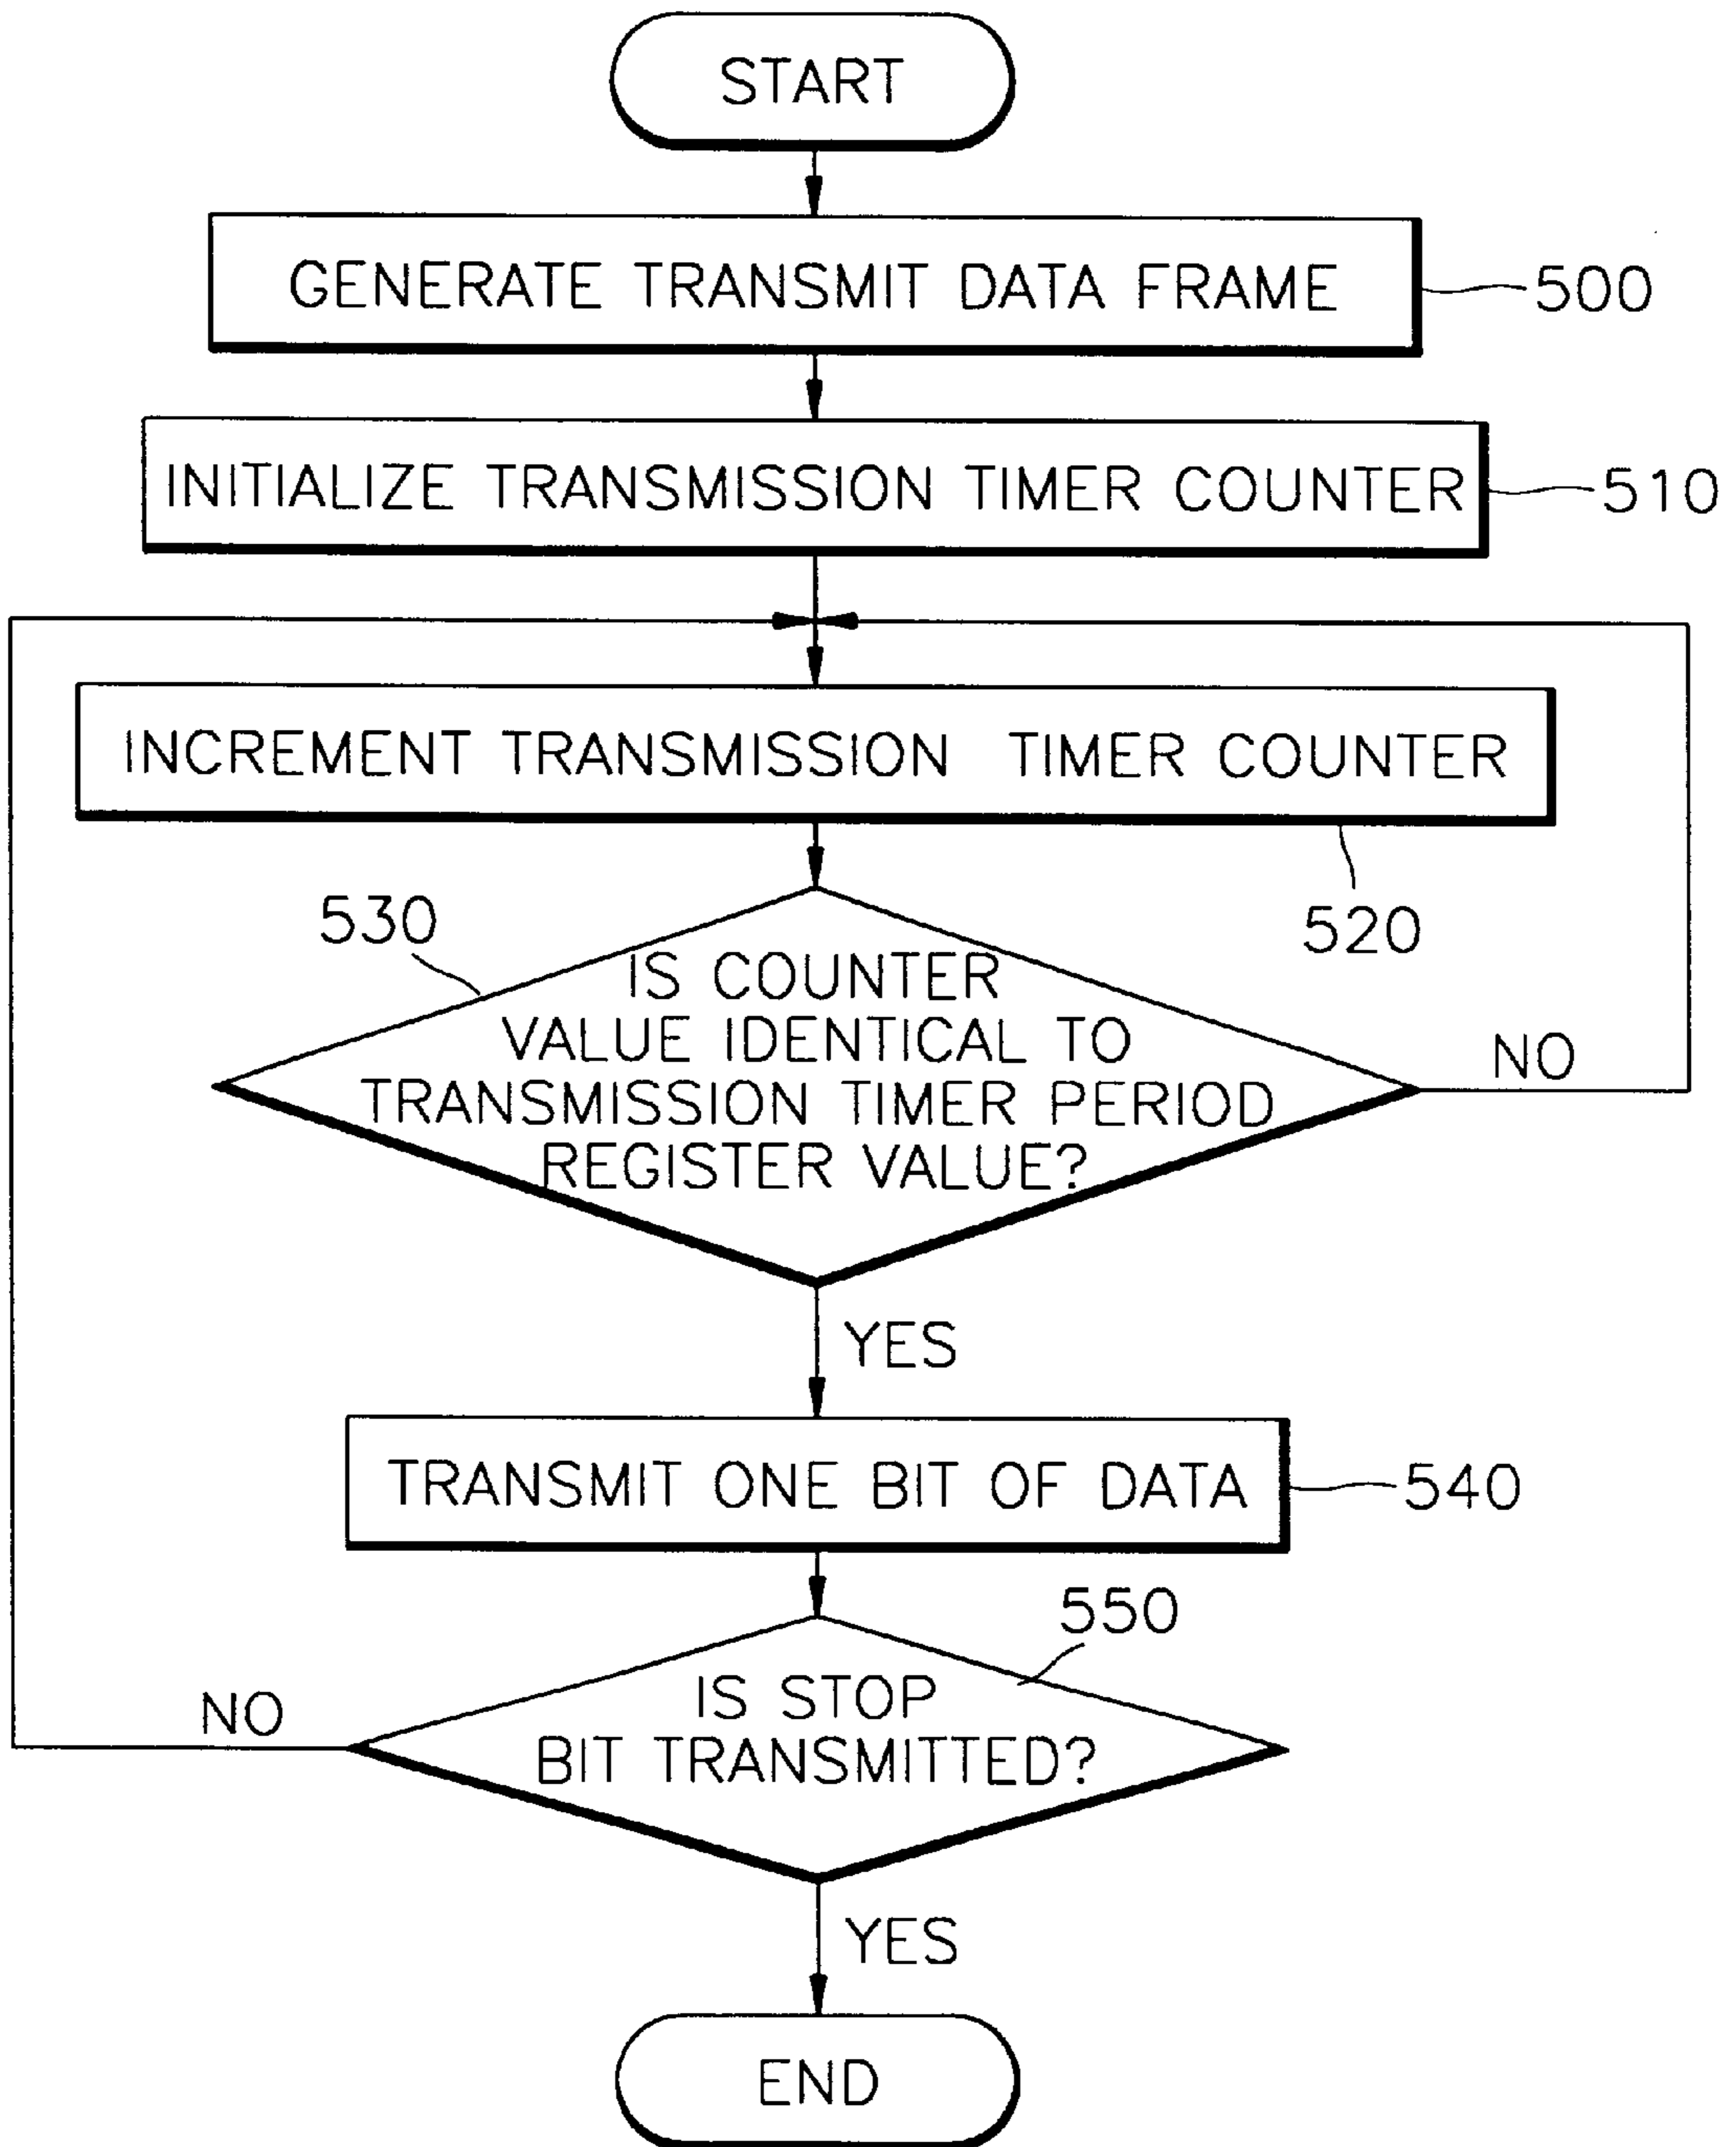 START
GENERATE TRANSMIT DATA FRAME
500
INITIALIZE TRANSMISSION TIMER COUNTER
510
INCREMENT TRANSMISSION TIMER COUNTER
520
530
IS COUNTER
VALUE IDENTICAL TO
TRANSMISSION TIMER PERIOD
REGISTER VALUE?
NO
YES
TRANSMIT ONE BIT OF DATA
540
550
IS STOP
BIT TRANSMITTED?
NO
YES
END